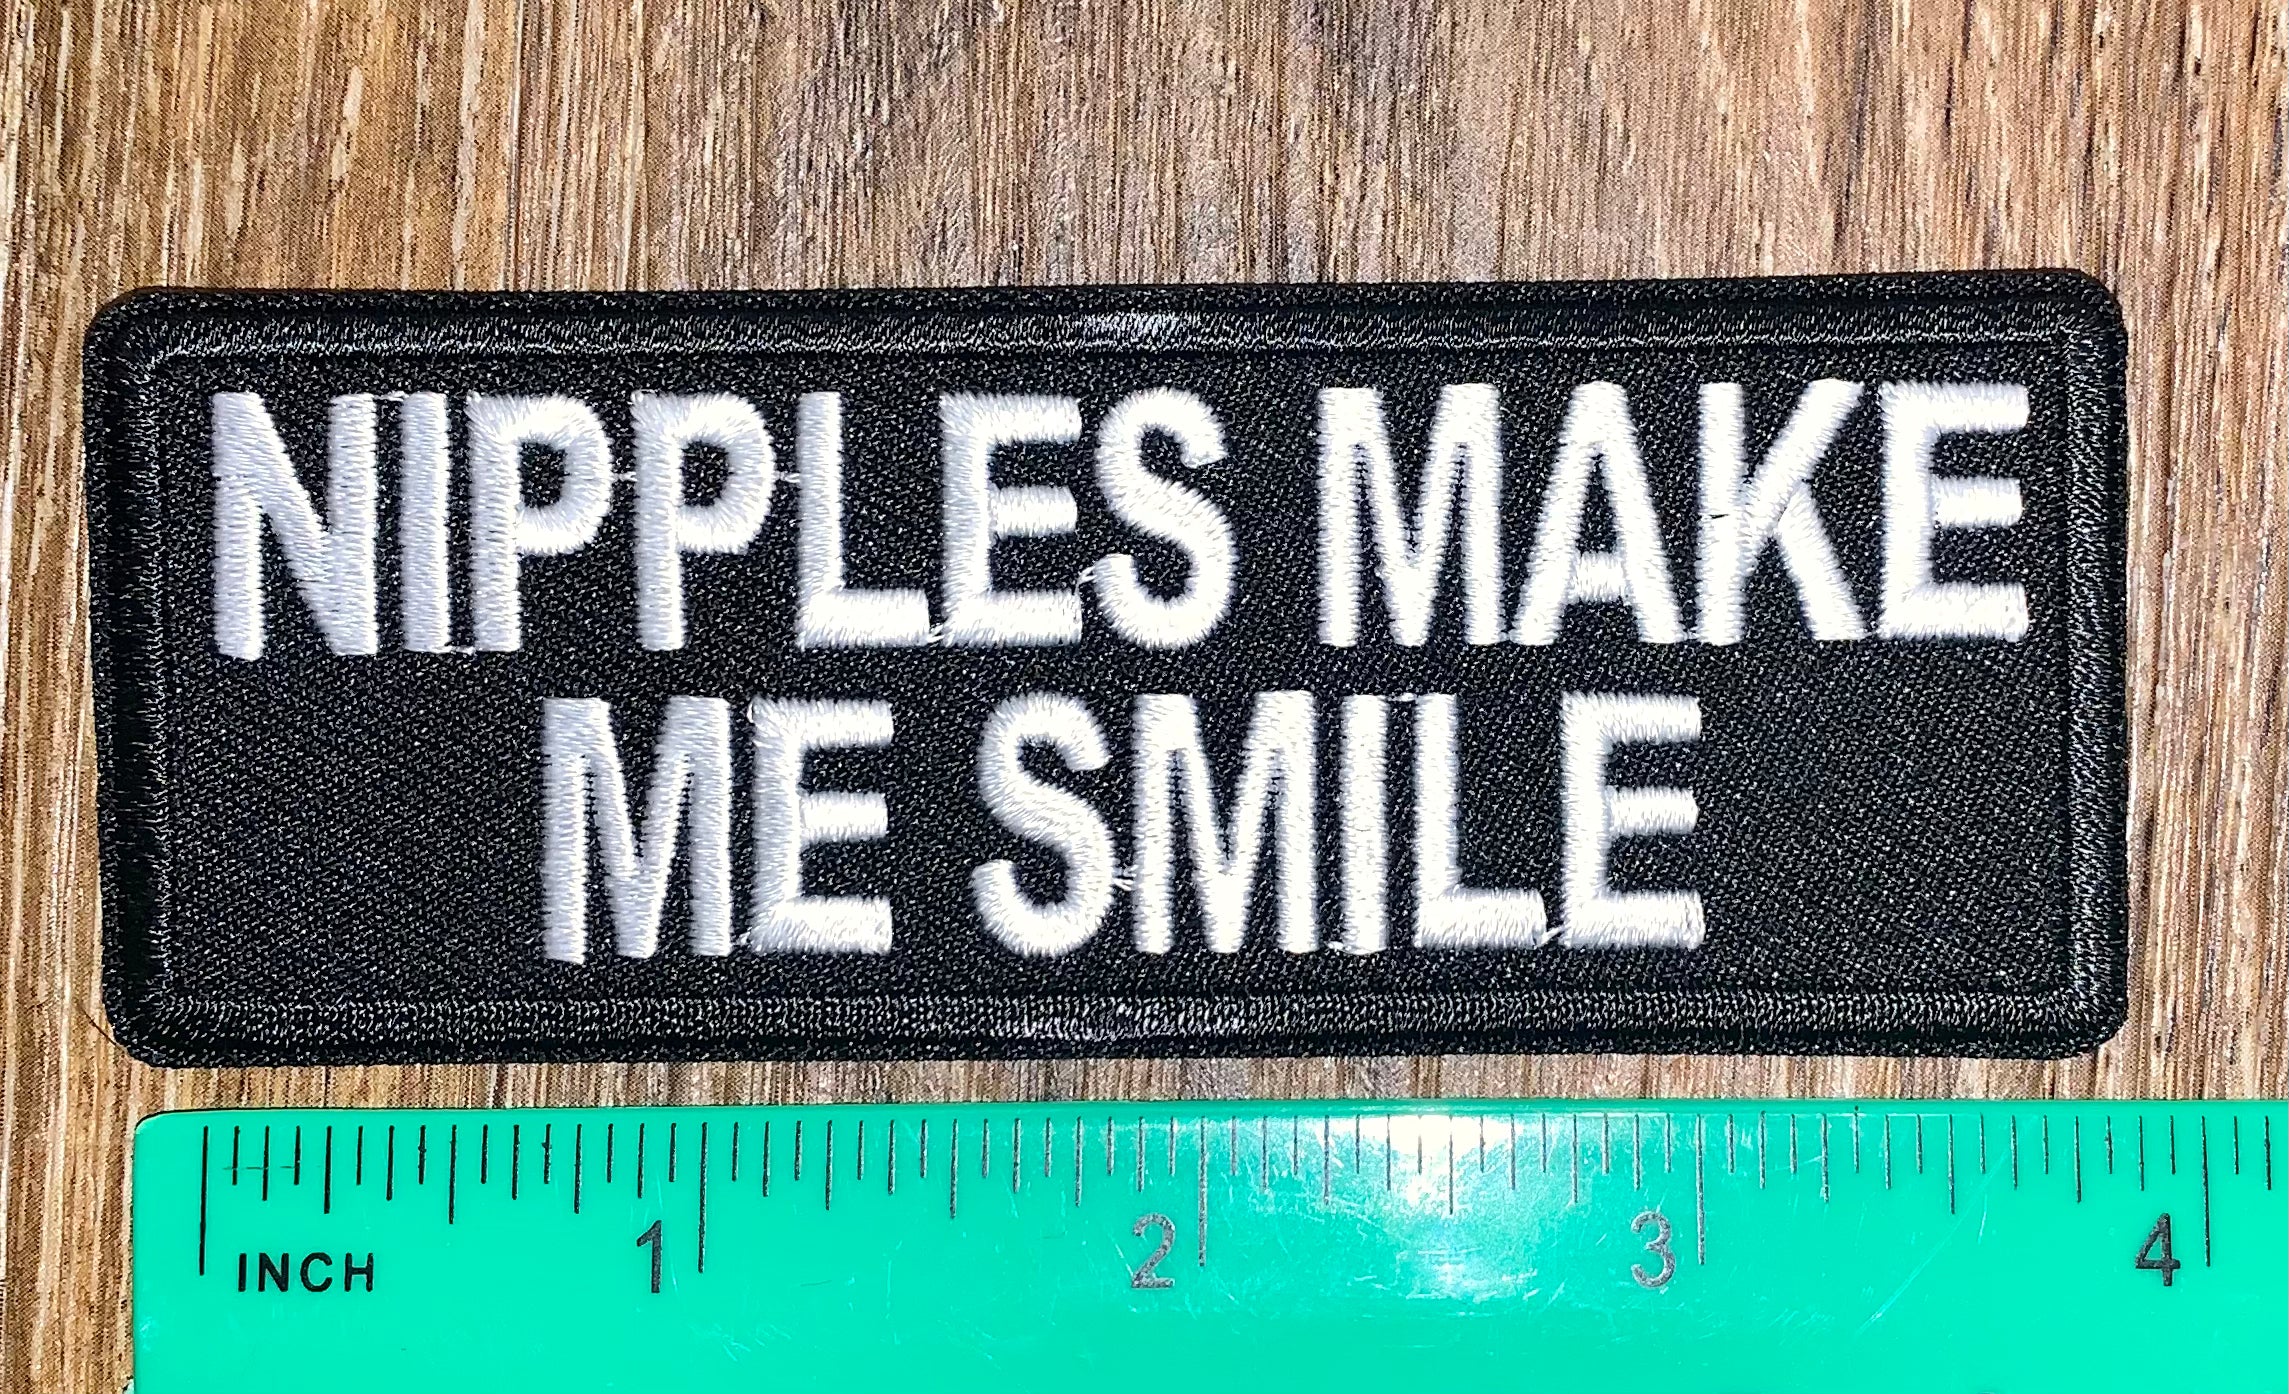 NIPPLES MAKE
ME SMILE
1 2 3 4
INCH